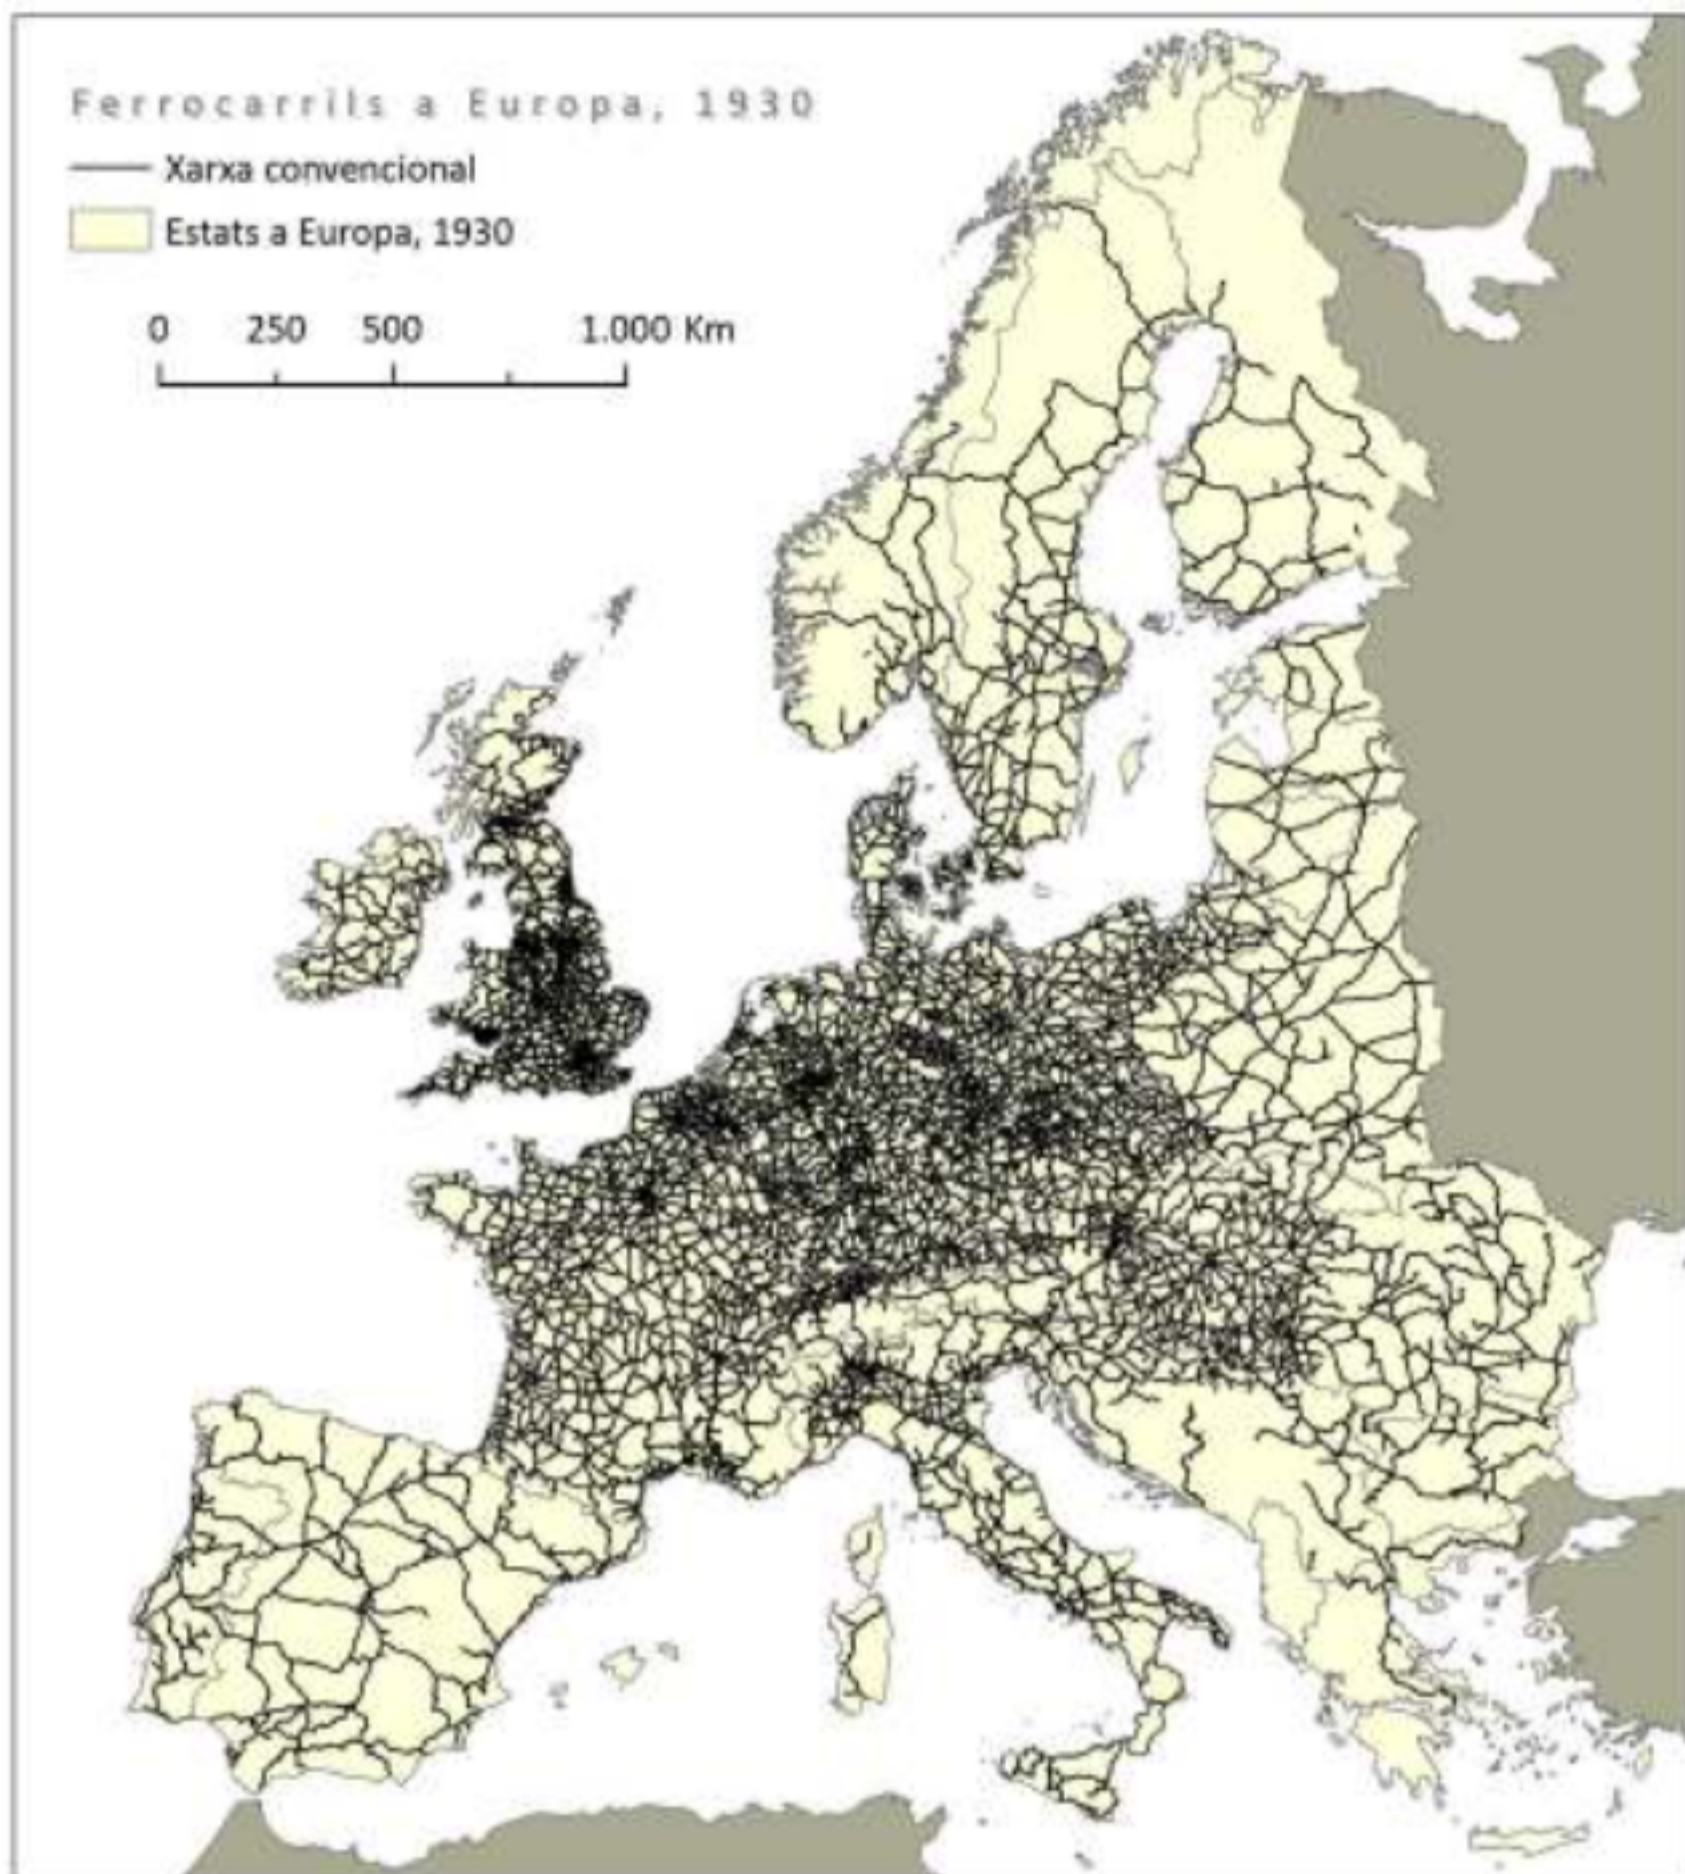 Ferrocarrils a Europa, 1930
Xarxa convencional
Estats a Europa, 1930
0 250 500 1.000 Km